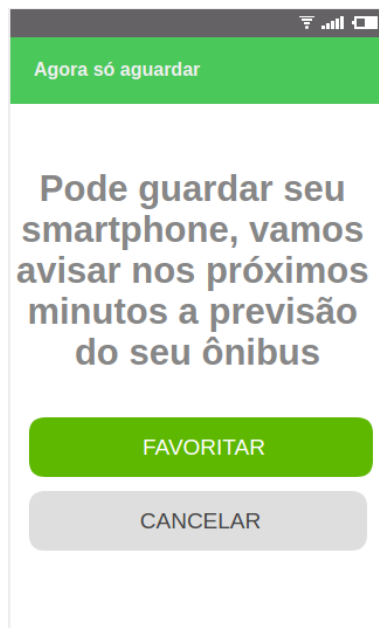 Agora só aguardar
Pode guardar seu
smartphone, vamos
avisar nos próximos
minutos a previsão
do seu ônibus
FAVORITAR
CANCELAR